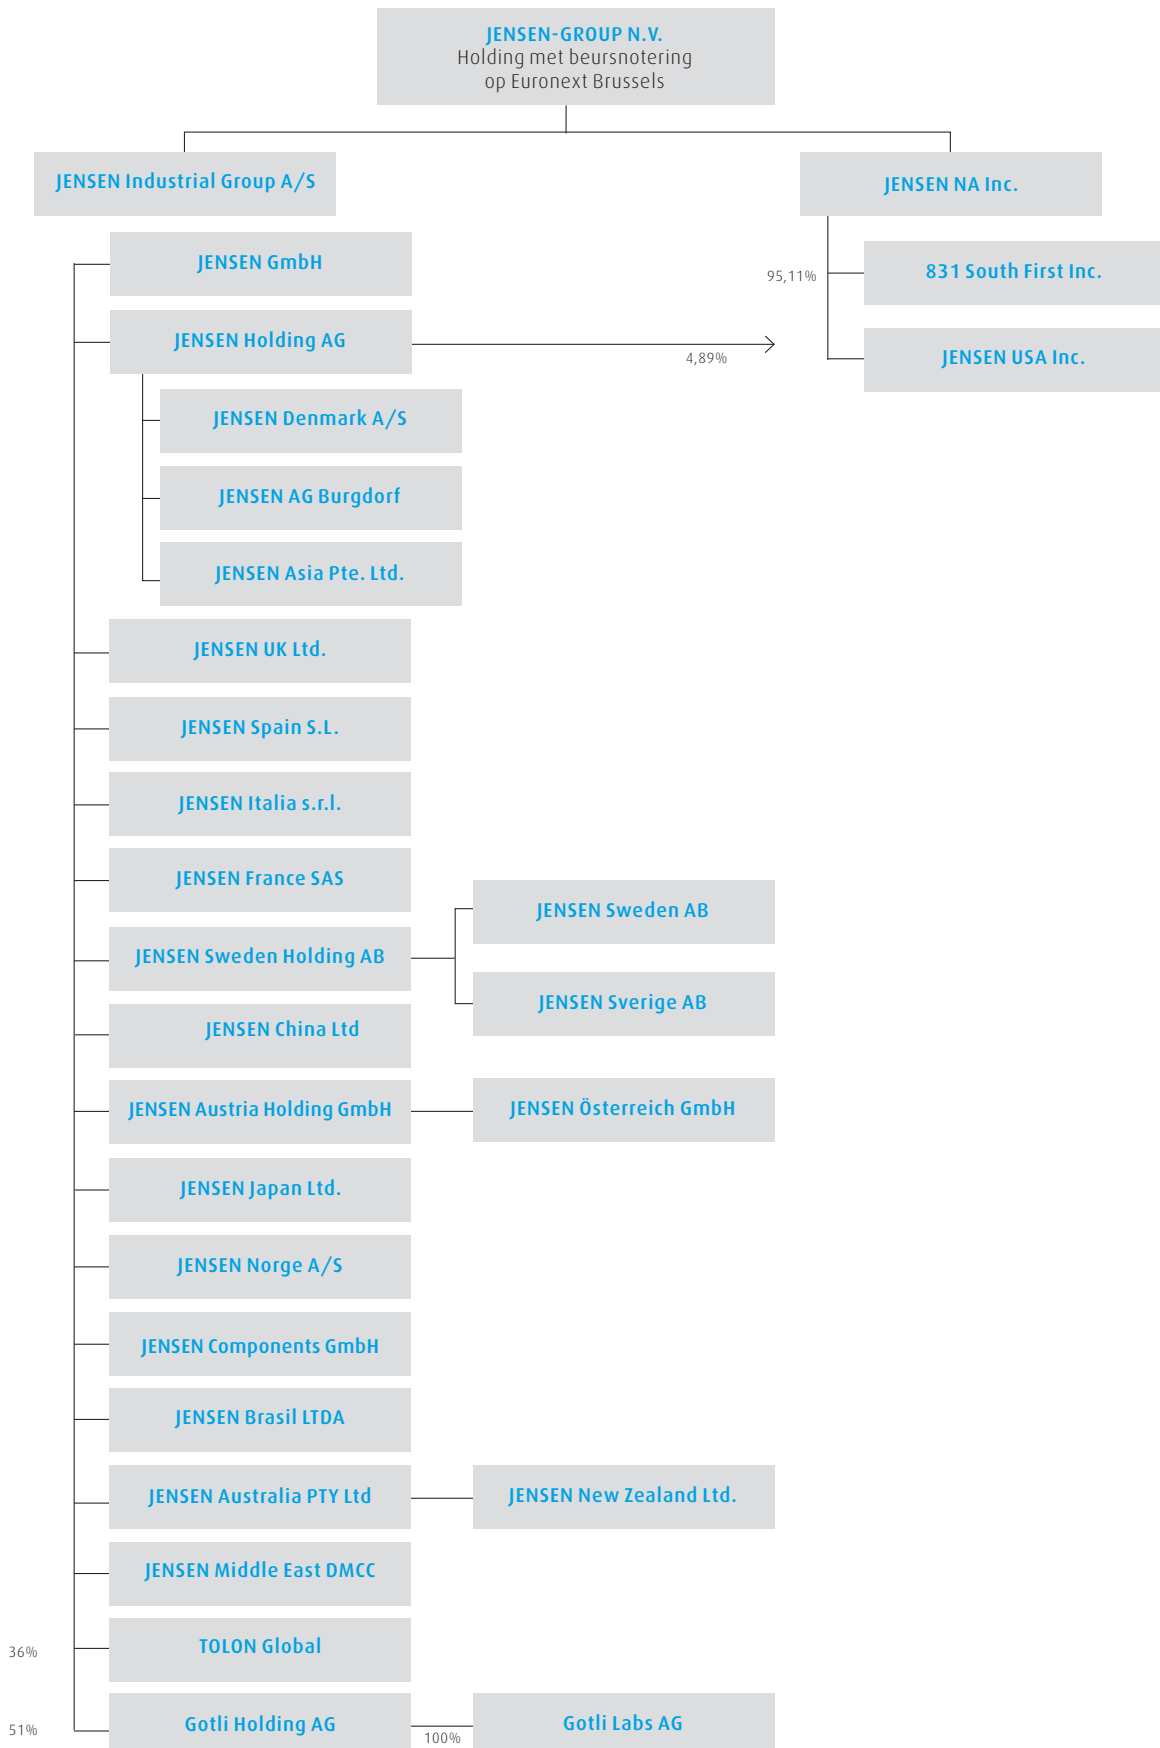 JENSEN-GROUP N.V.
Holding met beursnotering
op Euronext Brussels
JENSEN Industrial Group A/S
JENSEN NA Inc.
JENSEN GmbH
95,11%
831 South First Inc.
JENSEN Holding AG
4,89%
JENSEN USA Inc.
JENSEN Denmark A/S
JENSEN AG Burgdorf
JENSEN Asia Pte. Ltd.
JENSEN UK Ltd.
JENSEN Spain S.L.
JENSEN Italia s.r.l.
JENSEN France SAS
JENSEN Sweden AB
JENSEN Sweden Holding AB
JENSEN Sverige AB
JENSEN China Ltd
JENSEN Austria Holding GmbH
JENSEN Österreich GmbH
JENSEN Japan Ltd.
JENSEN Norge A/S
JENSEN Components GmbH
JENSEN Brasil LTDA
JENSEN Australia PTY Ltd
JENSEN New Zealand Ltd.
JENSEN Middle East DMCC
36%
TOLON Global
51%
Gotli Holding AG
100%
Gotli Labs AG